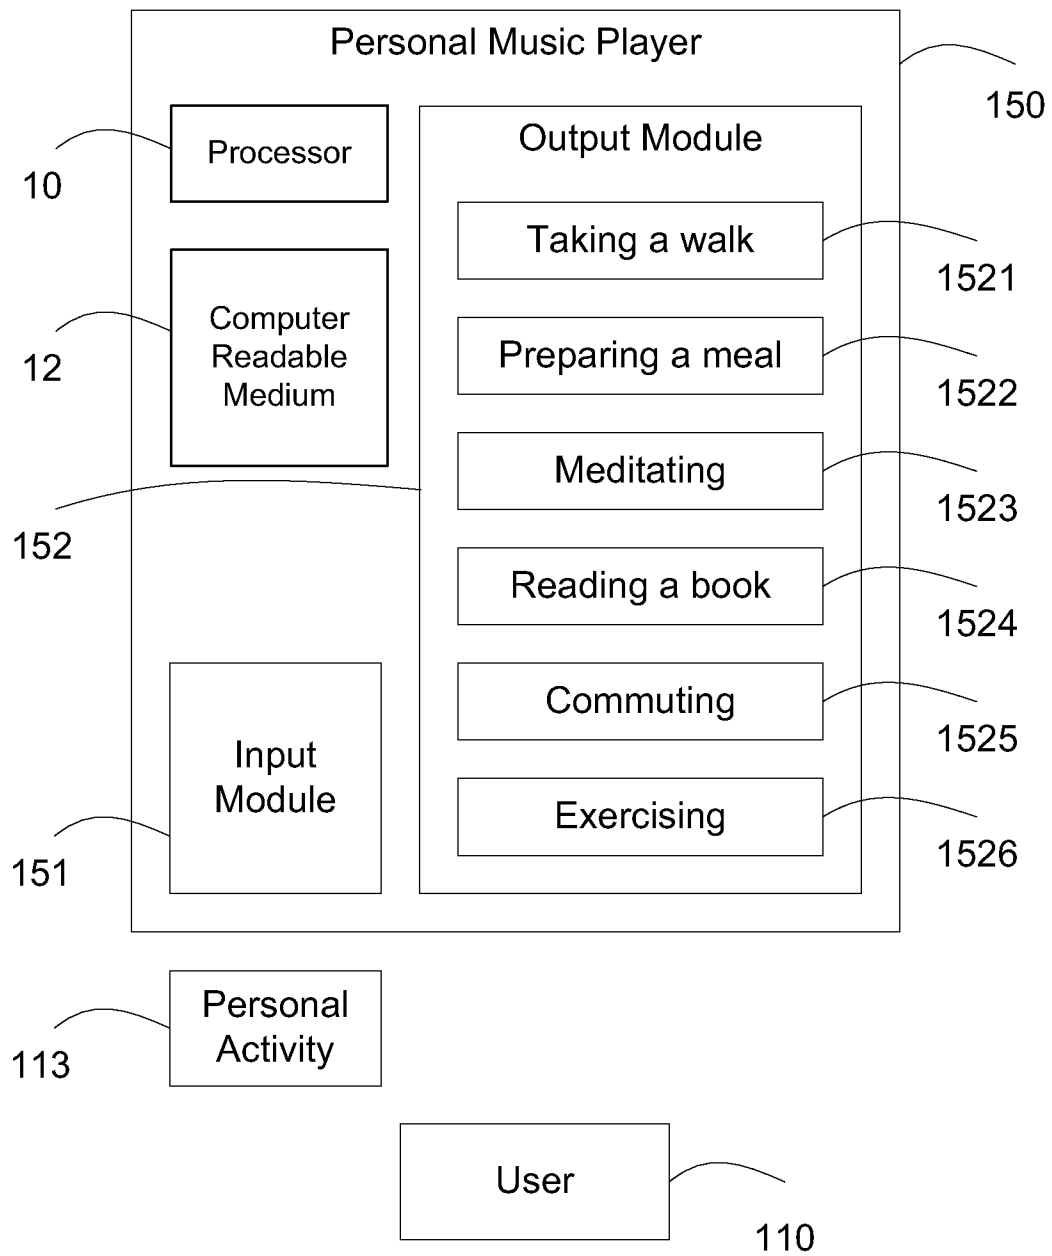 Personal Music Player
150
Processor
10
Output Module
Taking a walk
1521
Computer
Readable
Medium
12
Preparing a meal
1522
Meditating
1523
152
Reading a book
1524
Input
Module
151
Commuting
1525
Exercising
1526
Personal
Activity
113
User
110